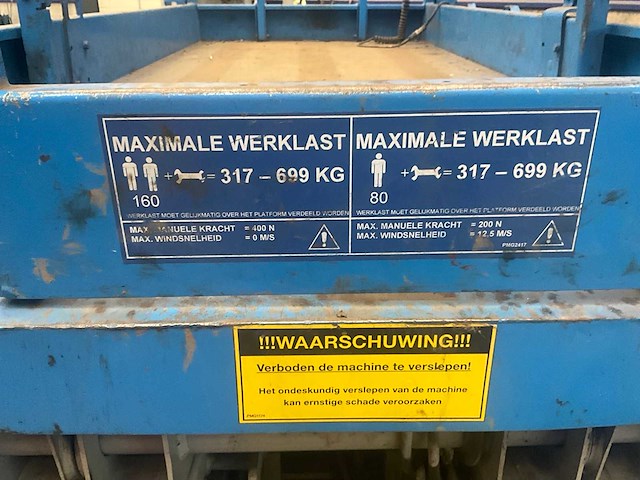 MAXIMALE WERKLAST
+ = 317 – 699 KG
160
WERKLAST MOET GELIJKMATIG OVER HET PLATFORM VERDEELD WORDEN
MAX. MANUELE KRACHT = 400 N
MAX. WINDSNELHEID = 0 M/S
MAXIMALE WERKLAST
+ = 317 – 699 KG
80
WERKLAST MOET GELIJKMATIG OVER HET PLATFORM VERDEELD WORDEN
MAX. MANUELE KRACHT = 200 N
MAX. WINDSNELHEID = 12.5 M/S
PMG2417
!!!WAARSCHUWING!!!
Verboden de machine te verslepen!
Het ondeskundig verslepen van de machine
kan ernstige schade veroorzaken